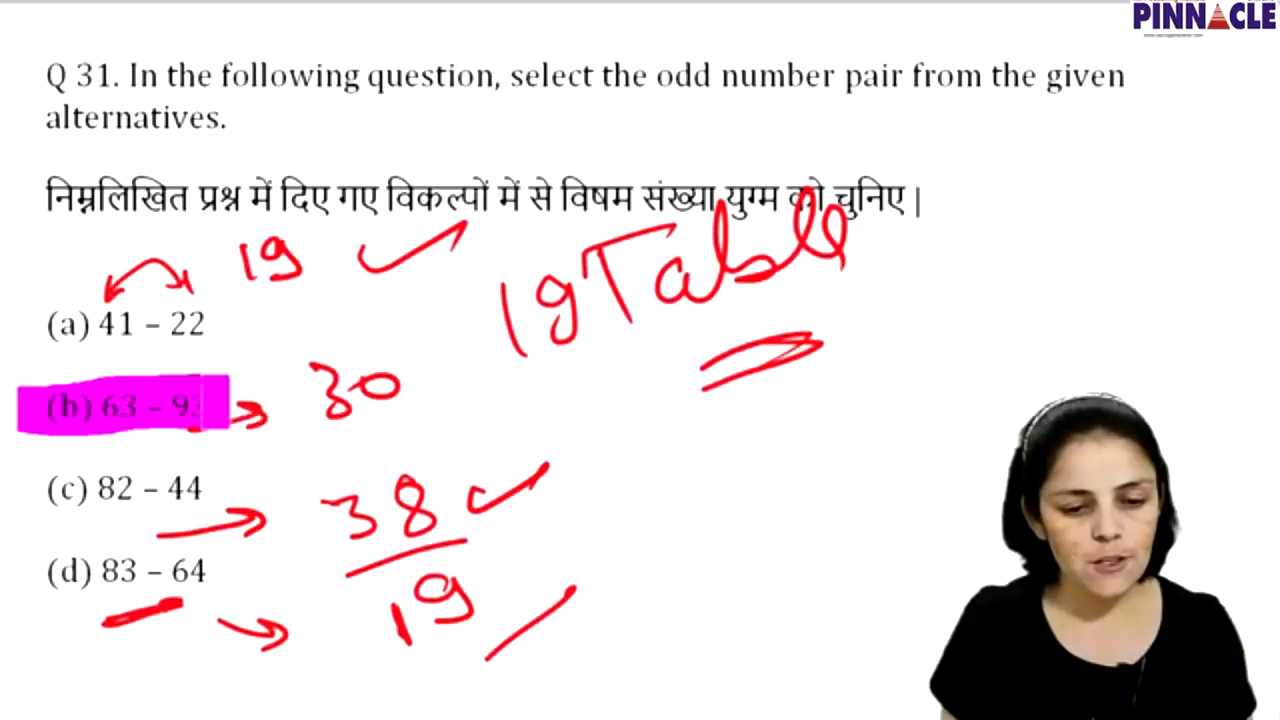 PINNACLE
Q 31. In the following question, select the odd number pair from the given
alternatives.
निम्नलिखित प्रश्न में दिए गए विकल्पों में से विषम संख्या युग्म को चुनिए |
19
19 Table
(a) 41 – 22
30
(b) 63 – 93
(c) 82 – 44
38
(d) 83 – 64
19